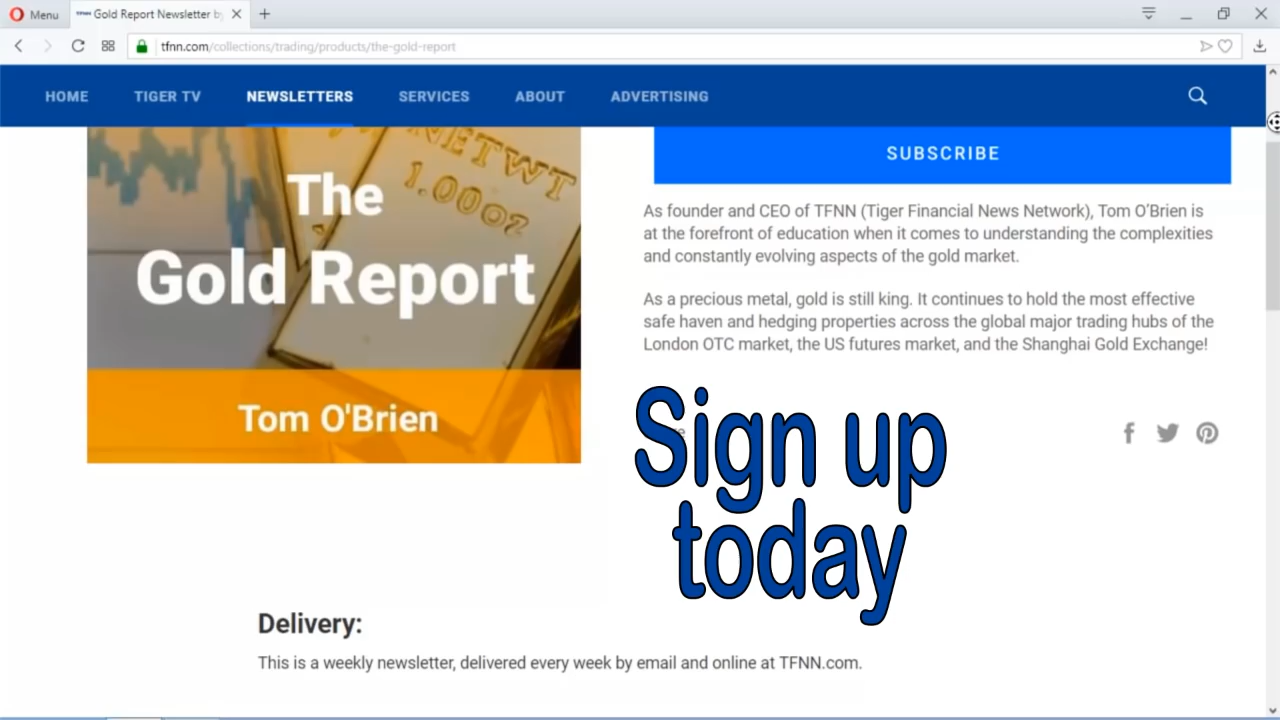 Menu
TFNN Gold Report Newsletter by
tfnn.com/collections/trading/products/the-gold-report
HOME
TIGER TV
NEWSLETTERS
SERVICES
ABOUT
ADVERTISING
NETWT
1.00oz
The
Gold Report
Tom O'Brien
SUBSCRIBE
As founder and CEO of TFNN (Tiger Financial News Network), Tom O’Brien is
at the forefront of education when it comes to understanding the complexities
and constantly evolving aspects of the gold market.
As a precious metal, gold is still king. It continues to hold the most effective
safe haven and hedging properties across the global major trading hubs of the
London OTC market, the US futures market, and the Shanghai Gold Exchange!
Sign up
today
Delivery:
This is a weekly newsletter, delivered every week by email and online at TFNN.com.